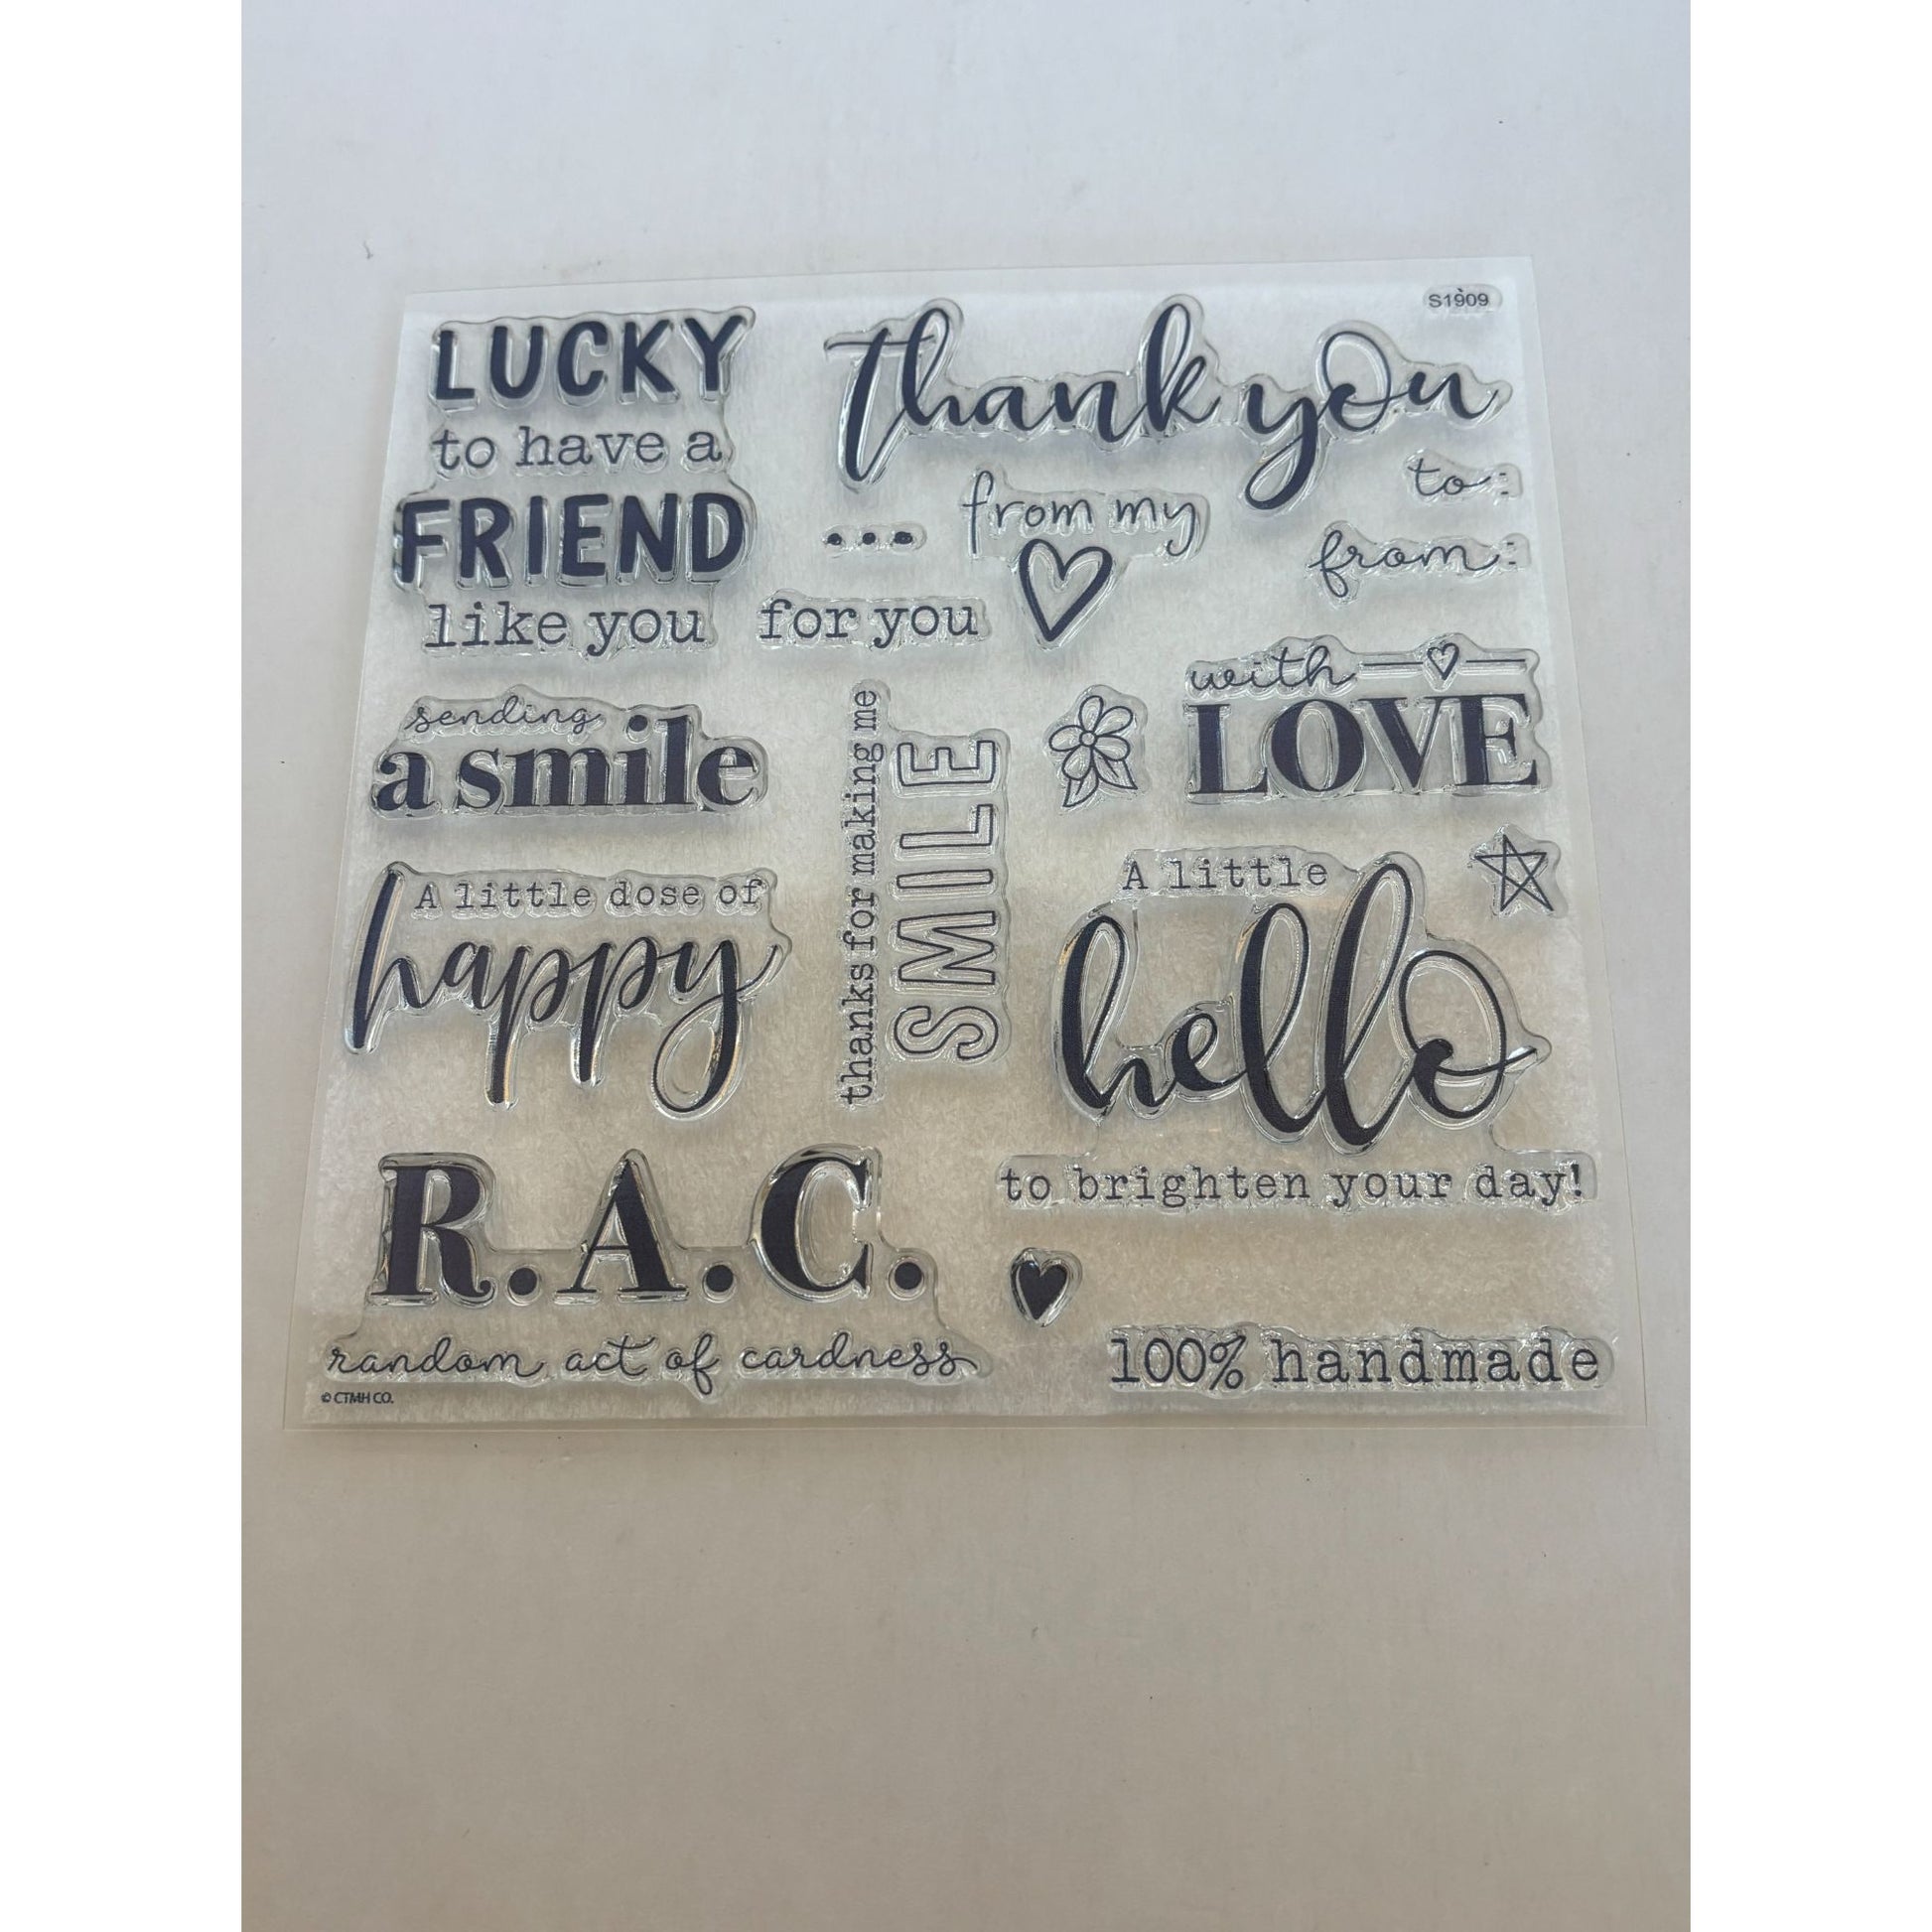 S1909
LUCKY
to have a
FRIEND
like you
thank you
...
from my
for you
to:
from:
sending
a smile
thanks for making me
SMILE
with
LOVE
A little dose of
happy
A little
hello
to brighten your day!
R.A.C.
random act of cardness
100% handmade
© CTMH CO.